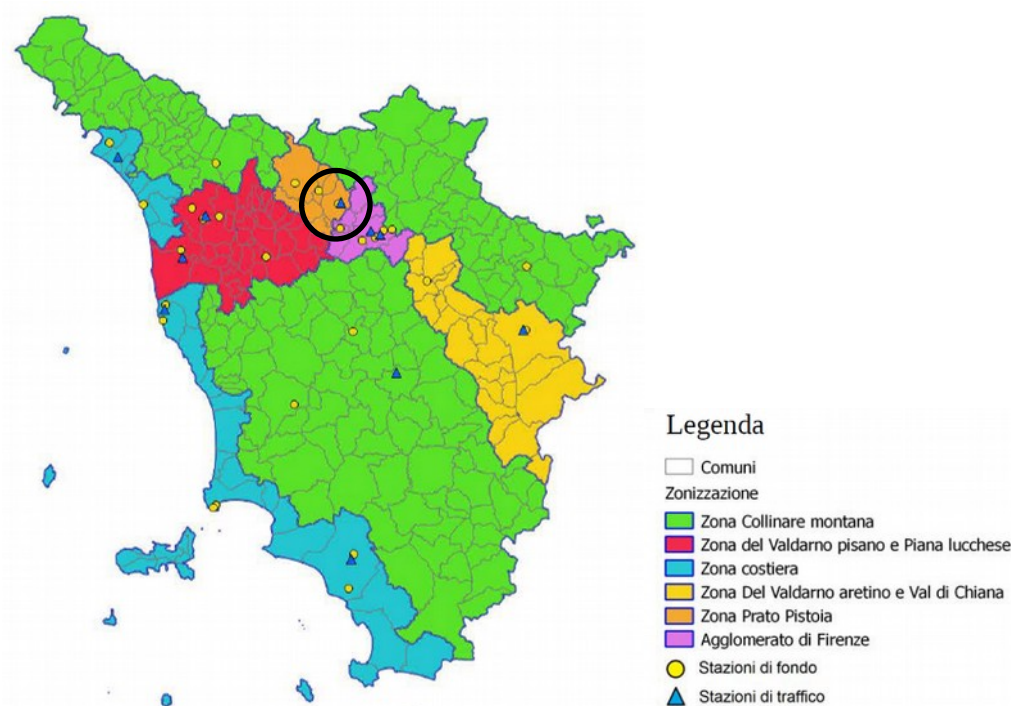 Legenda
Comuni
Zonizzazione
Zona Collinare montana
Zona del Valdarno pisano e Piana lucchese
Zona costiera
Zona Del Valdarno aretino e Val di Chiana
Zona Prato Pistoia
Agglomerato di Firenze
Stazioni di fondo
Stazioni di traffico